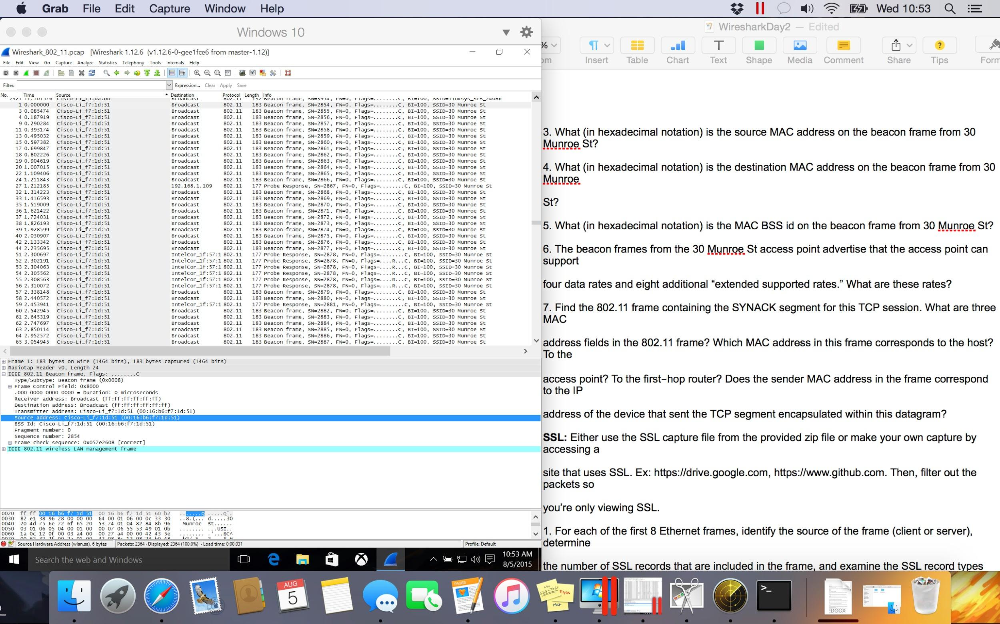 Grab File Edit Capture Window Help Wed 10:53
Windows 10
Wireshark_802_11.pcap [Wireshark 1.12.6 (v1.12.6-0-gee1fce6 from master-1.12)]
File Edit View Go Capture Analyze Statistics Telephony Tools Internals Help
Filter: Expression... Clear Apply Save
No. Time Source Destination Protocol Length Info
1 0.000000 Cisco-Li_f7:1d:51 Broadcast 802.11 183 Beacon frame, SN=2854, FN=0, Flags=........C, BI=100, SSID=30 Munroe St
3 0.085474 Cisco-Li_f7:1d:51 Broadcast 802.11 183 Beacon frame, SN=2855, FN=0, Flags=........C, BI=100, SSID=30 Munroe St
4 0.187919 Cisco-Li_f7:1d:51 Broadcast 802.11 183 Beacon frame, SN=2856, FN=0, Flags=........C, BI=100, SSID=30 Munroe St
9 0.290284 Cisco-Li_f7:1d:51 Broadcast 802.11 183 Beacon frame, SN=2857, FN=0, Flags=........C, BI=100, SSID=30 Munroe St
11 0.393174 Cisco-Li_f7:1d:51 Broadcast 802.11 183 Beacon frame, SN=2858, FN=0, Flags=........C, BI=100, SSID=30 Munroe St
13 0.495032 Cisco-Li_f7:1d:51 Broadcast 802.11 183 Beacon frame, SN=2859, FN=0, Flags=........C, BI=100, SSID=30 Munroe St
15 0.597382 Cisco-Li_f7:1d:51 Broadcast 802.11 183 Beacon frame, SN=2860, FN=0, Flags=........C, BI=100, SSID=30 Munroe St
17 0.699847 Cisco-Li_f7:1d:51 Broadcast 802.11 183 Beacon frame, SN=2861, FN=0, Flags=........C, BI=100, SSID=30 Munroe St
18 0.802226 Cisco-Li_f7:1d:51 Broadcast 802.11 183 Beacon frame, SN=2862, FN=0, Flags=........C, BI=100, SSID=30 Munroe St
19 0.904619 Cisco-Li_f7:1d:51 Broadcast 802.11 183 Beacon frame, SN=2863, FN=0, Flags=........C, BI=100, SSID=30 Munroe St
20 1.007015 Cisco-Li_f7:1d:51 Broadcast 802.11 183 Beacon frame, SN=2864, FN=0, Flags=........C, BI=100, SSID=30 Munroe St
22 1.109406 Cisco-Li_f7:1d:51 Broadcast 802.11 183 Beacon frame, SN=2865, FN=0, Flags=........C, BI=100, SSID=30 Munroe St
24 1.211843 Cisco-Li_f7:1d:51 Broadcast 802.11 183 Beacon frame, SN=2866, FN=0, Flags=........C, BI=100, SSID=30 Munroe St
27 1.212185 Cisco-Li_f7:1d:51 192.168.1.109 802.11 177 Probe Response, SN=2867, FN=0, Flags=........C, BI=100, SSID=30 Munroe St
32 1.314223 Cisco-Li_f7:1d:51 Broadcast 802.11 183 Beacon frame, SN=2868, FN=0, Flags=........C, BI=100, SSID=30 Munroe St
33 1.416593 Cisco-Li_f7:1d:51 Broadcast 802.11 183 Beacon frame, SN=2869, FN=0, Flags=........C, BI=100, SSID=30 Munroe St
35 1.519009 Cisco-Li_f7:1d:51 Broadcast 802.11 183 Beacon frame, SN=2870, FN=0, Flags=........C, BI=100, SSID=30 Munroe St
36 1.621422 Cisco-Li_f7:1d:51 Broadcast 802.11 183 Beacon frame, SN=2871, FN=0, Flags=........C, BI=100, SSID=30 Munroe St
37 1.724031 Cisco-Li_f7:1d:51 Broadcast 802.11 183 Beacon frame, SN=2872, FN=0, Flags=........C, BI=100, SSID=30 Munroe St
38 1.826193 Cisco-Li_f7:1d:51 Broadcast 802.11 183 Beacon frame, SN=2873, FN=0, Flags=........C, BI=100, SSID=30 Munroe St
39 1.928599 Cisco-Li_f7:1d:51 Broadcast 802.11 183 Beacon frame, SN=2874, FN=0, Flags=........C, BI=100, SSID=30 Munroe St
40 2.030907 Cisco-Li_f7:1d:51 Broadcast 802.11 183 Beacon frame, SN=2875, FN=0, Flags=........C, BI=100, SSID=30 Munroe St
42 2.133342 Cisco-Li_f7:1d:51 Broadcast 802.11 183 Beacon frame, SN=2876, FN=0, Flags=........C, BI=100, SSID=30 Munroe St
44 2.235695 Cisco-Li_f7:1d:51 Broadcast 802.11 183 Beacon frame, SN=2877, FN=0, Flags=........C, BI=100, SSID=30 Munroe St
51 2.300697 Cisco-Li_f7:1d:51 IntelCor_1f:57:1 802.11 177 Probe Response, SN=2878, FN=0, Flags=........C, BI=100, SSID=30 Munroe St
52 2.302191 Cisco-Li_f7:1d:51 IntelCor_1f:57:1 802.11 177 Probe Response, SN=2878, FN=0, Flags=....R...C, BI=100, SSID=30 Munroe St
53 2.304063 Cisco-Li_f7:1d:51 IntelCor_1f:57:1 802.11 177 Probe Response, SN=2878, FN=0, Flags=....R...C, BI=100, SSID=30 Munroe St
54 2.305562 Cisco-Li_f7:1d:51 IntelCor_1f:57:1 802.11 177 Probe Response, SN=2878, FN=0, Flags=....R...C, BI=100, SSID=30 Munroe St
55 2.308563 Cisco-Li_f7:1d:51 IntelCor_1f:57:1 802.11 177 Probe Response, SN=2878, FN=0, Flags=....R...C, BI=100, SSID=30 Munroe St
56 2.310072 Cisco-Li_f7:1d:51 IntelCor_1f:57:1 802.11 177 Probe Response, SN=2878, FN=0, Flags=....R...C, BI=100, SSID=30 Munroe St
57 2.338148 Cisco-Li_f7:1d:51 Broadcast 802.11 183 Beacon frame, SN=2879, FN=0, Flags=........C, BI=100, SSID=30 Munroe St
58 2.440572 Cisco-Li_f7:1d:51 Broadcast 802.11 183 Beacon frame, SN=2880, FN=0, Flags=........C, BI=100, SSID=30 Munroe St
59 2.453941 Cisco-Li_f7:1d:51 IntelCor_1f:57:1 802.11 177 Probe Response, SN=2881, FN=0, Flags=........C, BI=100, SSID=30 Munroe St
60 2.542945 Cisco-Li_f7:1d:51 Broadcast 802.11 183 Beacon frame, SN=2882, FN=0, Flags=........C, BI=100, SSID=30 Munroe St
61 2.645319 Cisco-Li_f7:1d:51 Broadcast 802.11 183 Beacon frame, SN=2883, FN=0, Flags=........C, BI=100, SSID=30 Munroe St
62 2.747697 Cisco-Li_f7:1d:51 Broadcast 802.11 183 Beacon frame, SN=2884, FN=0, Flags=........C, BI=100, SSID=30 Munroe St
63 2.850114 Cisco-Li_f7:1d:51 Broadcast 802.11 183 Beacon frame, SN=2885, FN=0, Flags=........C, BI=100, SSID=30 Munroe St
64 2.952572 Cisco-Li_f7:1d:51 Broadcast 802.11 183 Beacon frame, SN=2886, FN=0, Flags=........C, BI=100, SSID=30 Munroe St
65 3.054945 Cisco-Li_f7:1d:51 Broadcast 802.11 183 Beacon frame, SN=2887, FN=0, Flags=........C, BI=100, SSID=30 Munroe St
Frame 1: 183 bytes on wire (1464 bits), 183 bytes captured (1464 bits)
Radiotap Header v0, Length 24
IEEE 802.11 Beacon frame, Flags: ........C
Type/Subtype: Beacon frame (0x0008)
Frame Control Field: 0x8000
.000 0000 0000 0000 = Duration: 0 microseconds
Receiver address: Broadcast (ff:ff:ff:ff:ff:ff)
Destination address: Broadcast (ff:ff:ff:ff:ff:ff)
Transmitter address: Cisco-Li_f7:1d:51 (00:16:b6:f7:1d:51)
Source address: Cisco-Li_f7:1d:51 (00:16:b6:f7:1d:51)
BSS Id: Cisco-Li_f7:1d:51 (00:16:b6:f7:1d:51)
Fragment number: 0
Sequence number: 2854
Frame check sequence: 0x057e2608 [correct]
IEEE 802.11 wireless LAN management frame
0020 ff ff 00 16 b6 f7 1d 51 00 16 b6 f7 1d 51 60 b2 .......Q .....Q`.
0030 82 e1 38 96 28 00 00 00 64 00 01 06 00 0c 33 30 ..8.(... d.....30
0040 20 4d 75 6e 72 6f 65 20 53 74 01 04 82 84 8b 96 Munroe St......
0050 03 01 06 05 04 00 01 00 00 07 06 55 53 49 01 0b ........ ...USI..
0060 1a 0c 12 0f 00 03 a4 00 00 27 a4 00 00 42 43 5e ........ .'...BC^
Source Hardware Address (wlan.sa), 6 bytes Packets: 2364 · Displayed: 2364 (100.0%) · Load time: 0:00.031 Profile: Default
Search the web and Windows
10:53 AM
8/5/2015
WiresharkDay2 — Edited
%
om Insert Table Chart Text Shape Media Comment Share Tips Form
3. What (in hexadecimal notation) is the source MAC address on the beacon frame from 30
Munroe St?
4. What (in hexadecimal notation) is the destination MAC address on the beacon frame from 30
Munroe
St?
5. What (in hexadecimal notation) is the MAC BSS id on the beacon frame from 30 Munroe St?
6. The beacon frames from the 30 Munroe St access point advertise that the access point can
support
four data rates and eight additional “extended supported rates.” What are these rates?
7. Find the 802.11 frame containing the SYNACK segment for this TCP session. What are three
MAC
address fields in the 802.11 frame? Which MAC address in this frame corresponds to the host?
To the
access point? To the first-hop router? Does the sender MAC address in the frame correspond
to the IP
address of the device that sent the TCP segment encapsulated within this datagram?
SSL: Either use the SSL capture file from the provided zip file or make your own capture by
accessing a
site that uses SSL. Ex: https://drive.google.com, https://www.github.com. Then, filter out the
packets so
you’re only viewing SSL.
1. For each of the first 8 Ethernet frames, identify the source of the frame (client or server),
determine
the number of SSL records that are included in the frame, and examine the SSL record types
AUG
5
PAGES
EGGS
MILK
DOCX